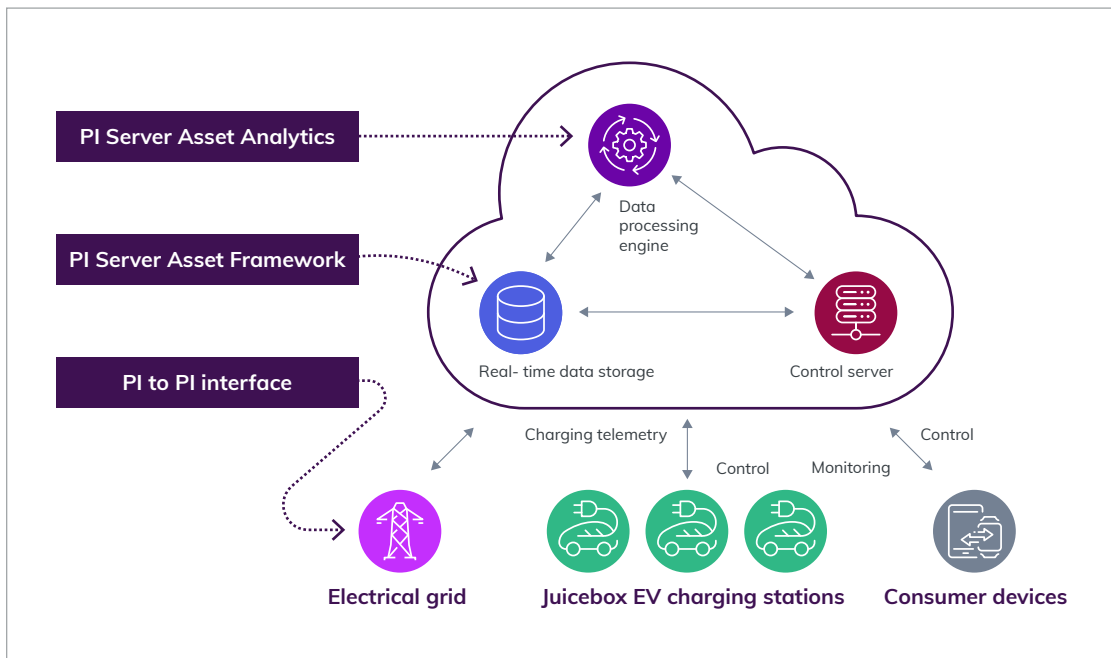 PI Server Asset Analytics
Data
processing
engine
PI Server Asset Framework
Real- time data storage
Control server
PI to PI interface
Charging telemetry
Control
Control
Monitoring
Electrical grid
Juicebox EV charging stations
Consumer devices